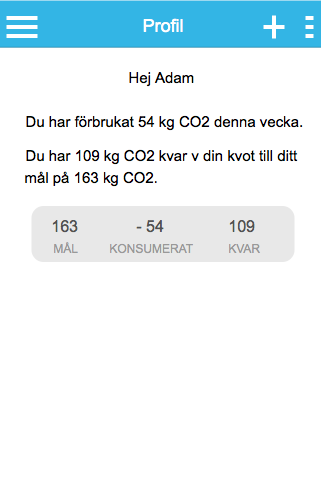 Profil
Hej Adam
Du har förbrukat 54 kg CO2 denna vecka.
Du har 109 kg CO2 kvar v din kvot till ditt
mål på 163 kg CO2.
163 - 54 109
MÅL KONSUMERAT KVAR